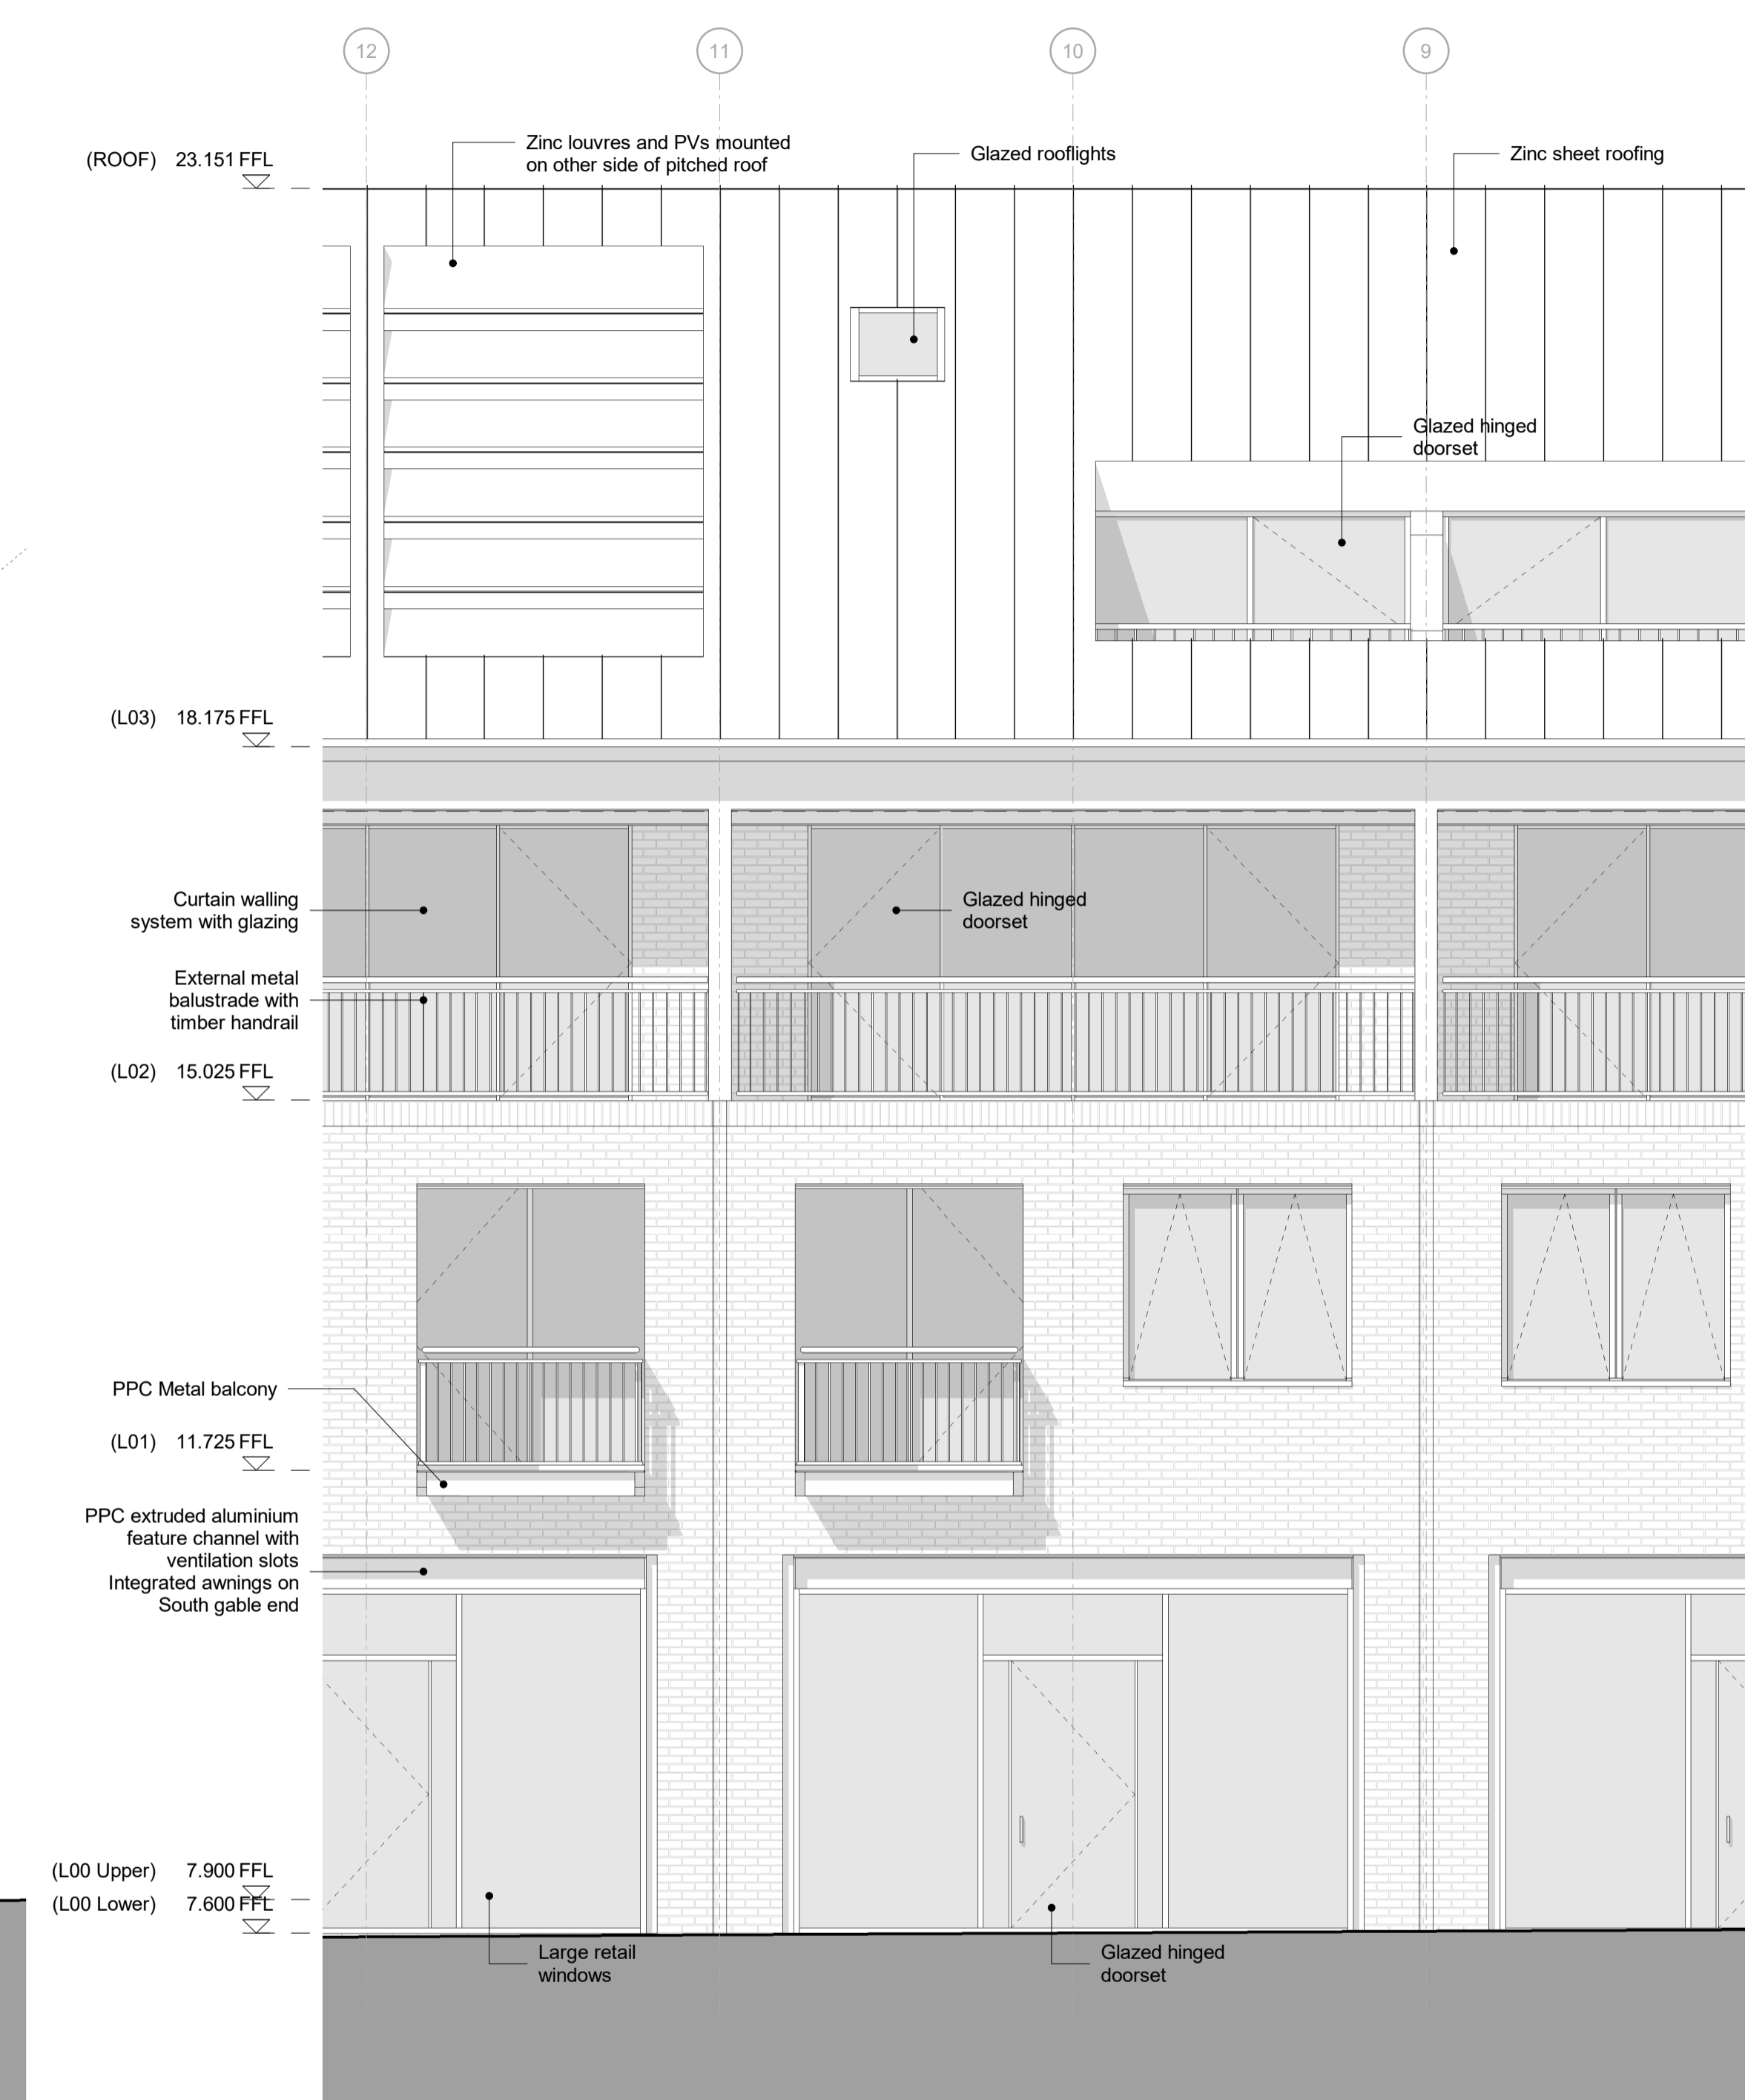 12
11
10
9
Zinc louvres and PVs mounted
on other side of pitched roof
Glazed rooflights
Zinc sheet roofing
(ROOF) 23.151 FFL
Glazed hinged
doorset
(L03) 18.175 FFL
Curtain walling
system with glazing
Glazed hinged
doorset
External metal
balustrade with
timber handrail
(L02) 15.025 FFL
PPC Metal balcony
(L01) 11.725 FFL
PPC extruded aluminium
feature channel with
ventilation slots
Integrated awnings on
South gable end
(L00 Upper) 7.900 FFL
(L00 Lower) 7.600 FFL
Large retail
windows
Glazed hinged
doorset